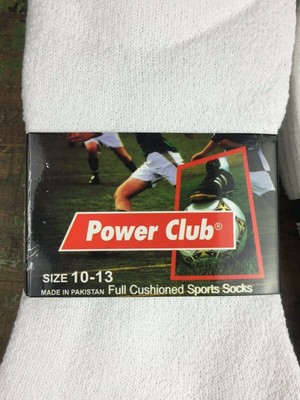 Power Club®
SIZE 10-13
MADE IN PAKISTAN Full Cushioned Sports Socks